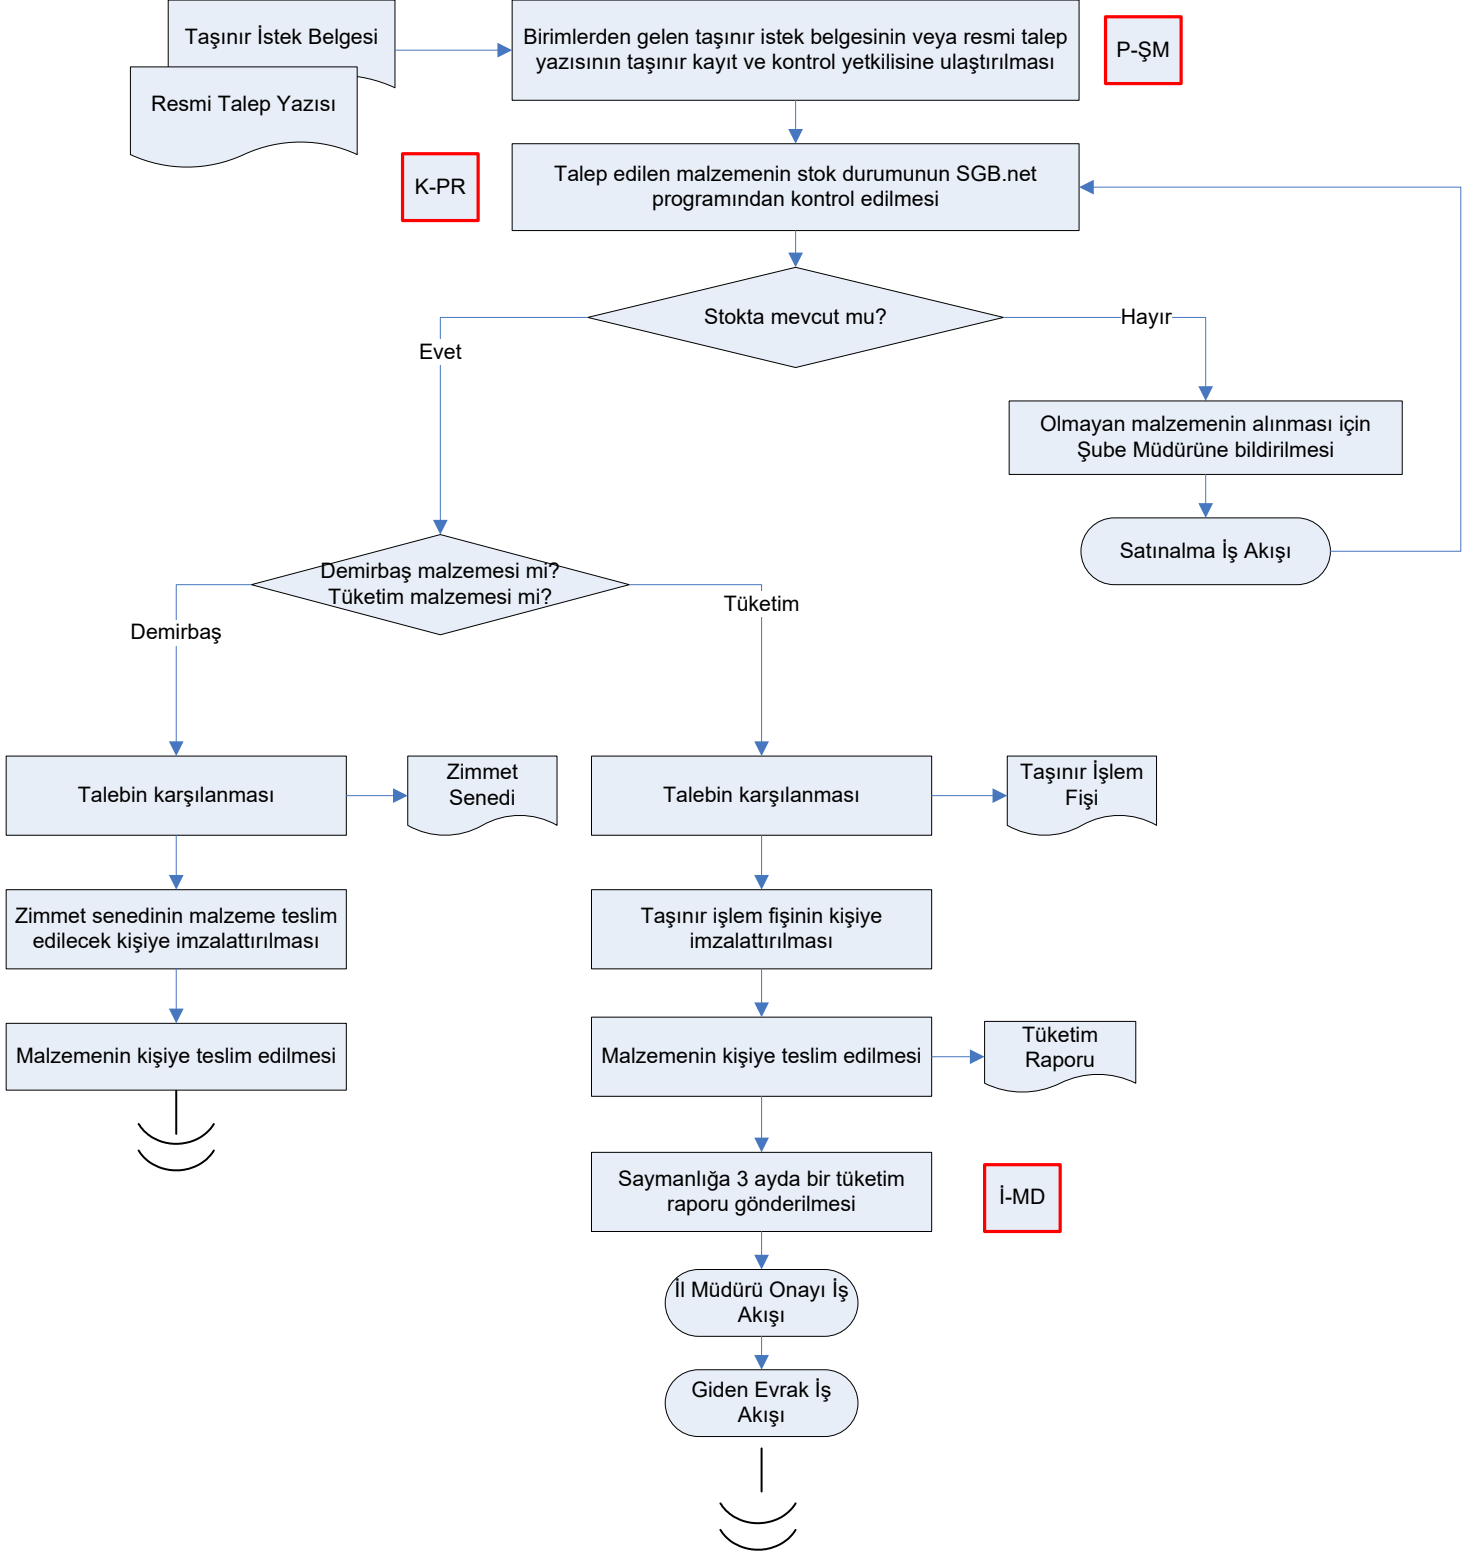 Taşınır İstek Belgesi
Resmi Talep Yazısı
Birimlerden gelen taşınır istek belgesinin veya resmi talep
yazısının taşınır kayıt ve kontrol yetkilisine ulaştırılması
P-ŞM
K-PR
Talep edilen malzemenin stok durumunun SGB.net
programından kontrol edilmesi
Stokta mevcut mu?
Hayır
Evet
Olmayan malzemenin alınması için
Şube Müdürüne bildirilmesi
Satınalma İş Akışı
Demirbaş malzemesi mi?
Tüketim malzemesi mi?
Demirbaş
Tüketim
Talebin karşılanması
Zimmet
Senedi
Talebin karşılanması
Taşınır İşlem
Fişi
Zimmet senedinin malzeme teslim
edilecek kişiye imzalattırılması
Taşınır işlem fişinin kişiye
imzalattırılması
Malzemenin kişiye teslim edilmesi
Malzemenin kişiye teslim edilmesi
Tüketim
Raporu
Saymanlığa 3 ayda bir tüketim
raporu gönderilmesi
İ-MD
İl Müdürü Onayı İş
Akışı
Giden Evrak İş
Akışı